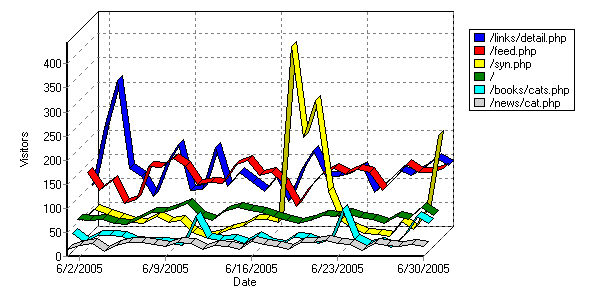 400
350
300
250
200
150
100
50
0
Visitors
6/2/2005 6/9/2005 6/16/2005 6/23/2005 6/30/2005
Date
/links/detail.php
/feed.php
/syn.php
/
/books/cats.php
/news/cat.php